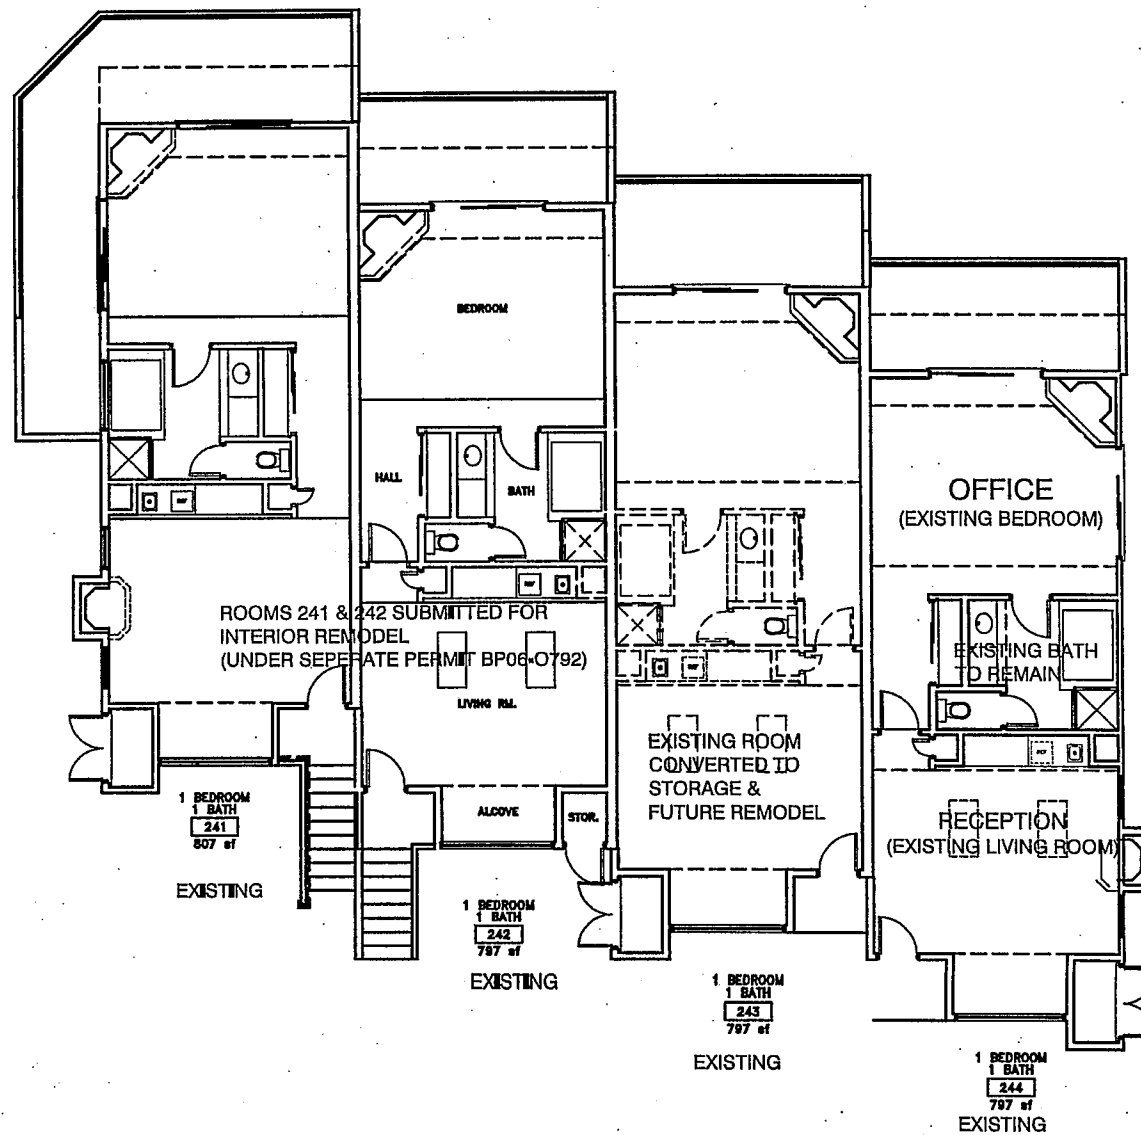 BEDROOM
HALL
BATH
OFFICE
(EXISTING BEDROOM)
ROOMS 241 & 242 SUBMITTED FOR
INTERIOR REMODEL
(UNDER SEPERATE PERMIT BP06-O792)
EXISTING BATH
TO REMAIN
LIVING RM.
EXISTING ROOM
CONVERTED TO
STORAGE &
FUTURE REMODEL
ALCOVE
STOR.
RECEPTION
(EXISTING LIVING ROOM)
1 BEDROOM
1 BATH
241
807 sf
EXISTING
1 BEDROOM
1 BATH
242
797 sf
EXISTING
1 BEDROOM
1 BATH
243
797 sf
EXISTING
1 BEDROOM
1 BATH
244
797 sf
EXISTING